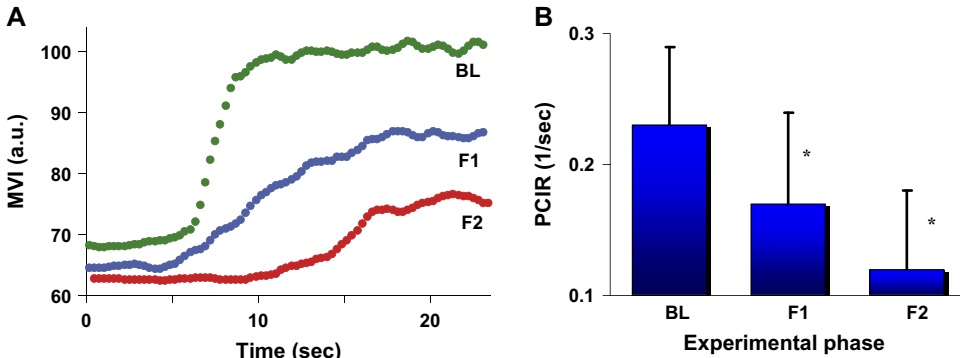 A
MVI (a.u.)
100
90
80
70
60
BL
F1
F2
0
10
20
Time (sec)
B
PCIR (1/sec)
0.3
0.2
0.1
*
*
BL
F1
F2
Experimental phase